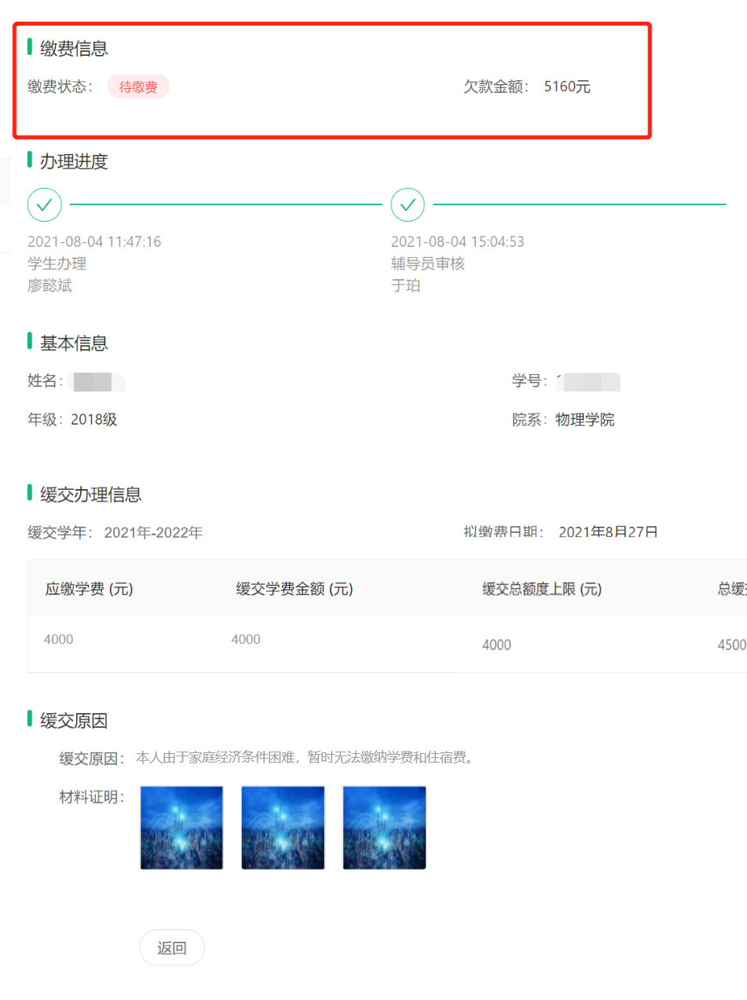 缴费信息
缴费状态： 待缴费 欠款金额： 5160元
办理进度
2021-08-04 11:47:16 2021-08-04 15:04:53
学生办理 辅导员审核
廖懿斌 于珀
基本信息
姓名： 学号：
年级：2018级 院系：物理学院
缓交办理信息
缓交学年： 2021年-2022年 拟缴费日期： 2021年8月27日
应缴学费 (元) 缓交学费金额 (元) 缓交总额度上限 (元) 总缓
4000 4000 4000 4500
缓交原因
缓交原因： 本人由于家庭经济条件困难，暂时无法缴纳学费和住宿费。
材料证明：
返回